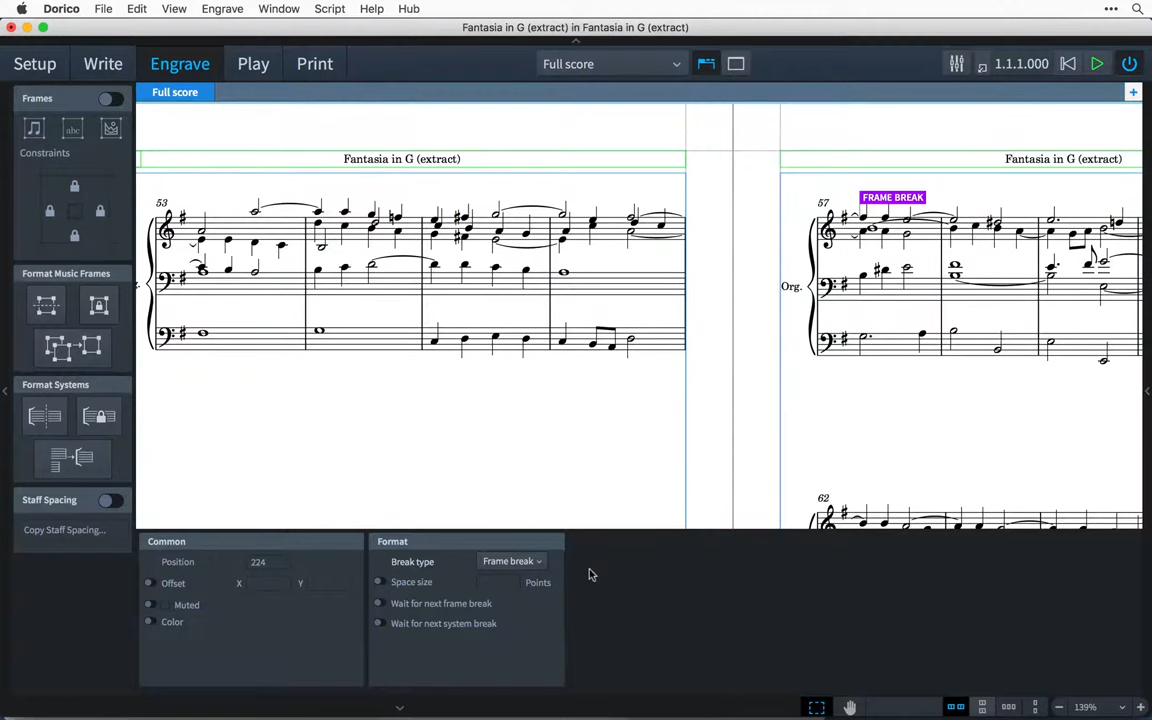 Dorico File Edit View Engrave Window Script Help Hub
Fantasia in G (extract) in Fantasia in G (extract)
Setup Write Engrave Play Print Full score 1.1.1.000
Full score
Frames
abc
Constraints
Format Music Frames
Format Systems
Staff Spacing
Copy Staff Spacing...
Fantasia in G (extract)
53
Fantasia in G (extract)
FRAME BREAK
57
Org.
62
Common
Position 224
Offset X Y
Muted
Color
Format
Break type Frame break
Space size Points
Wait for next frame break
Wait for next system break
139%